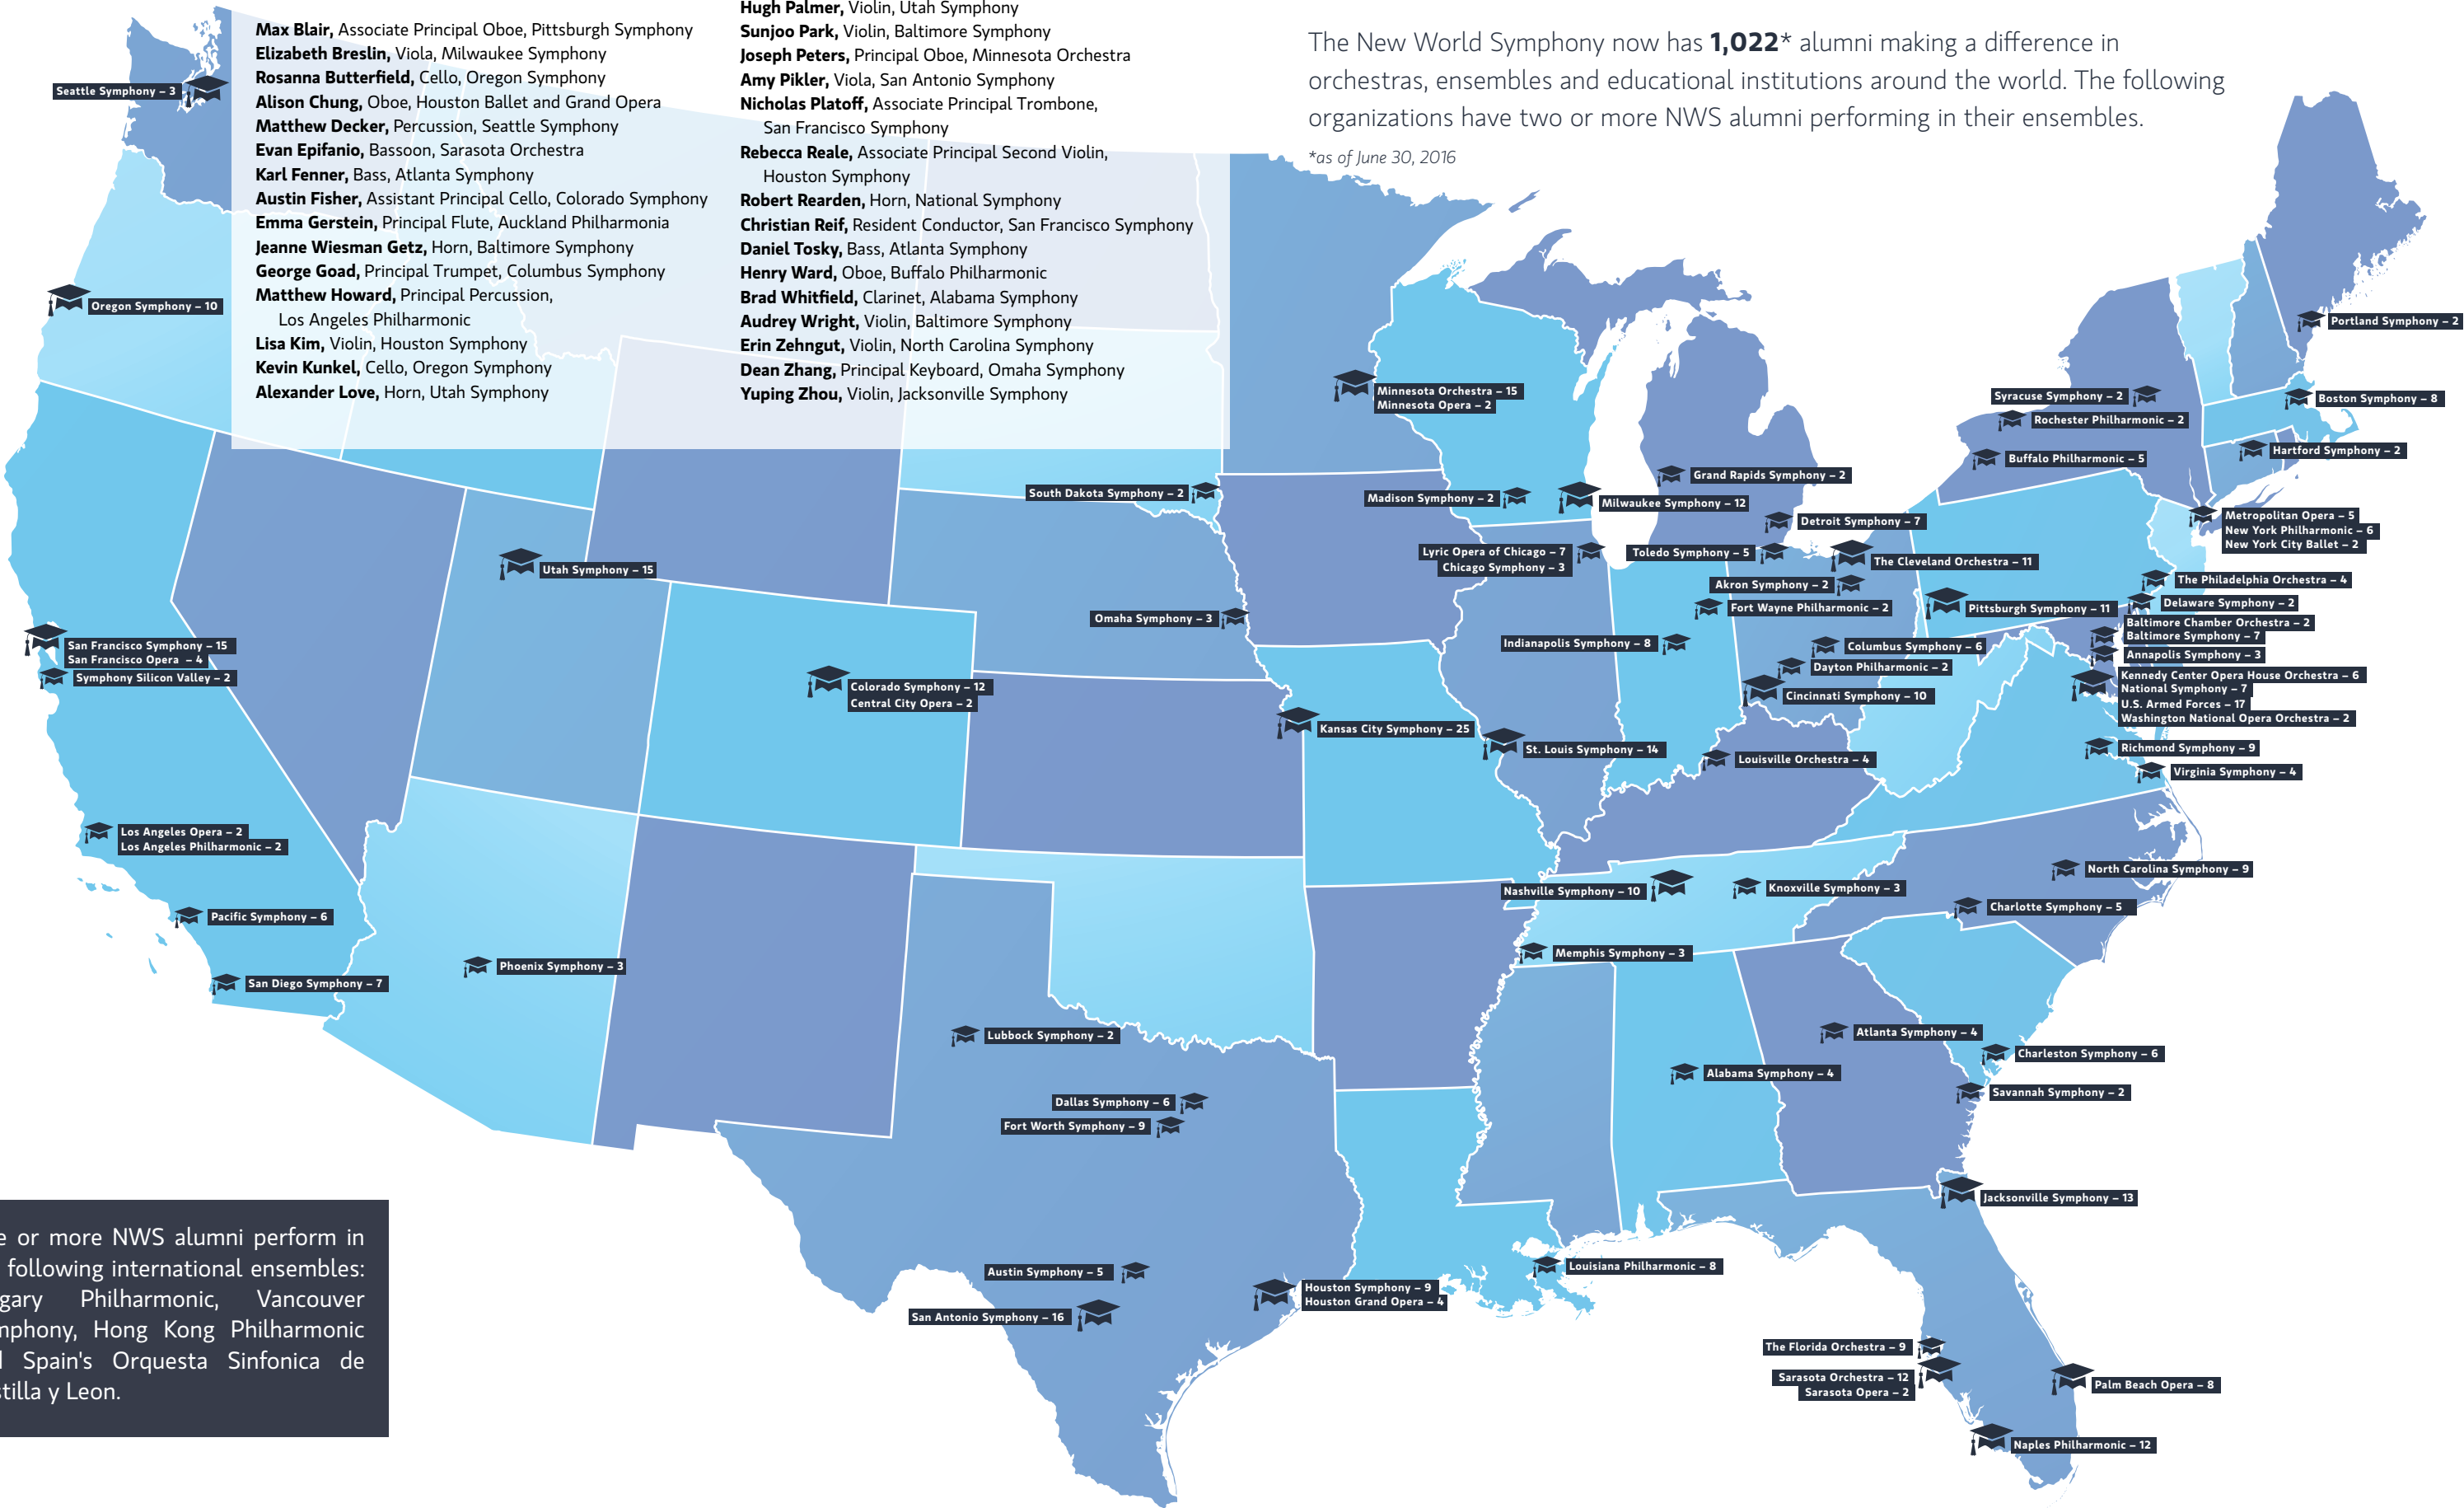 Max Blair, Associate Principal Oboe, Pittsburgh Symphony
Elizabeth Breslin, Viola, Milwaukee Symphony
Rosanna Butterfield, Cello, Oregon Symphony
Alison Chung, Oboe, Houston Ballet and Grand Opera
Matthew Decker, Percussion, Seattle Symphony
Evan Epifanio, Bassoon, Sarasota Orchestra
Karl Fenner, Bass, Atlanta Symphony
Austin Fisher, Assistant Principal Cello, Colorado Symphony
Emma Gerstein, Principal Flute, Auckland Philharmonia
Jeanne Wiesman Getz, Horn, Baltimore Symphony
George Goad, Principal Trumpet, Columbus Symphony
Matthew Howard, Principal Percussion,
Los Angeles Philharmonic
Lisa Kim, Violin, Houston Symphony
Kevin Kunkel, Cello, Oregon Symphony
Alexander Love, Horn, Utah Symphony
Hugh Palmer, Violin, Utah Symphony
Sunjoo Park, Violin, Baltimore Symphony
Joseph Peters, Principal Oboe, Minnesota Orchestra
Amy Pikler, Viola, San Antonio Symphony
Nicholas Platoff, Associate Principal Trombone,
San Francisco Symphony
Rebecca Reale, Associate Principal Second Violin,
Houston Symphony
Robert Rearden, Horn, National Symphony
Christian Reif, Resident Conductor, San Francisco Symphony
Daniel Tosky, Bass, Atlanta Symphony
Henry Ward, Oboe, Buffalo Philharmonic
Brad Whitfield, Clarinet, Alabama Symphony
Audrey Wright, Violin, Baltimore Symphony
Erin Zehngut, Violin, North Carolina Symphony
Dean Zhang, Principal Keyboard, Omaha Symphony
Yuping Zhou, Violin, Jacksonville Symphony
The New World Symphony now has 1,022* alumni making a difference in
orchestras, ensembles and educational institutions around the world. The following
organizations have two or more NWS alumni performing in their ensembles.
*as of June 30, 2016
Seattle Symphony – 3
Oregon Symphony – 10
San Francisco Symphony – 15
San Francisco Opera – 4
Symphony Silicon Valley – 2
Los Angeles Opera – 2
Los Angeles Philharmonic – 2
Pacific Symphony – 6
San Diego Symphony – 7
Utah Symphony – 15
Phoenix Symphony – 3
Colorado Symphony – 12
Central City Opera – 2
South Dakota Symphony – 2
Omaha Symphony – 3
Kansas City Symphony – 25
Lubbock Symphony – 2
Dallas Symphony – 6
Fort Worth Symphony – 9
Austin Symphony – 5
San Antonio Symphony – 16
Houston Symphony – 9
Houston Grand Opera – 4
Minnesota Orchestra – 15
Minnesota Opera – 2
Madison Symphony – 2
Milwaukee Symphony – 12
Grand Rapids Symphony – 2
Detroit Symphony – 7
Lyric Opera of Chicago – 7
Chicago Symphony – 3
Toledo Symphony – 5
The Cleveland Orchestra – 11
Akron Symphony – 2
Fort Wayne Philharmonic – 2
Indianapolis Symphony – 8
Columbus Symphony – 6
Dayton Philharmonic – 2
Cincinnati Symphony – 10
St. Louis Symphony – 14
Louisville Orchestra – 4
Nashville Symphony – 10
Knoxville Symphony – 3
Memphis Symphony – 3
Alabama Symphony – 4
Atlanta Symphony – 4
Louisiana Philharmonic – 8
Portland Symphony – 2
Syracuse Symphony – 2
Boston Symphony – 8
Rochester Philharmonic – 2
Hartford Symphony – 2
Buffalo Philharmonic – 5
Metropolitan Opera – 5
New York Philharmonic – 6
New York City Ballet – 2
The Philadelphia Orchestra – 4
Pittsburgh Symphony – 11
Delaware Symphony – 2
Baltimore Chamber Orchestra – 2
Baltimore Symphony – 7
Annapolis Symphony – 3
Kennedy Center Opera House Orchestra – 6
National Symphony – 7
U.S. Armed Forces – 17
Washington National Opera Orchestra – 2
Richmond Symphony – 9
Virginia Symphony – 4
North Carolina Symphony – 9
Charlotte Symphony – 5
Charleston Symphony – 6
Savannah Symphony – 2
Jacksonville Symphony – 13
The Florida Orchestra – 9
Sarasota Orchestra – 12
Sarasota Opera – 2
Palm Beach Opera – 8
Naples Philharmonic – 12
or more NWS alumni perform in
following international ensembles:
Philharmonic, Vancouver
Hong Kong Philharmonic
Spain's Orquesta Sinfonica de
y Leon.